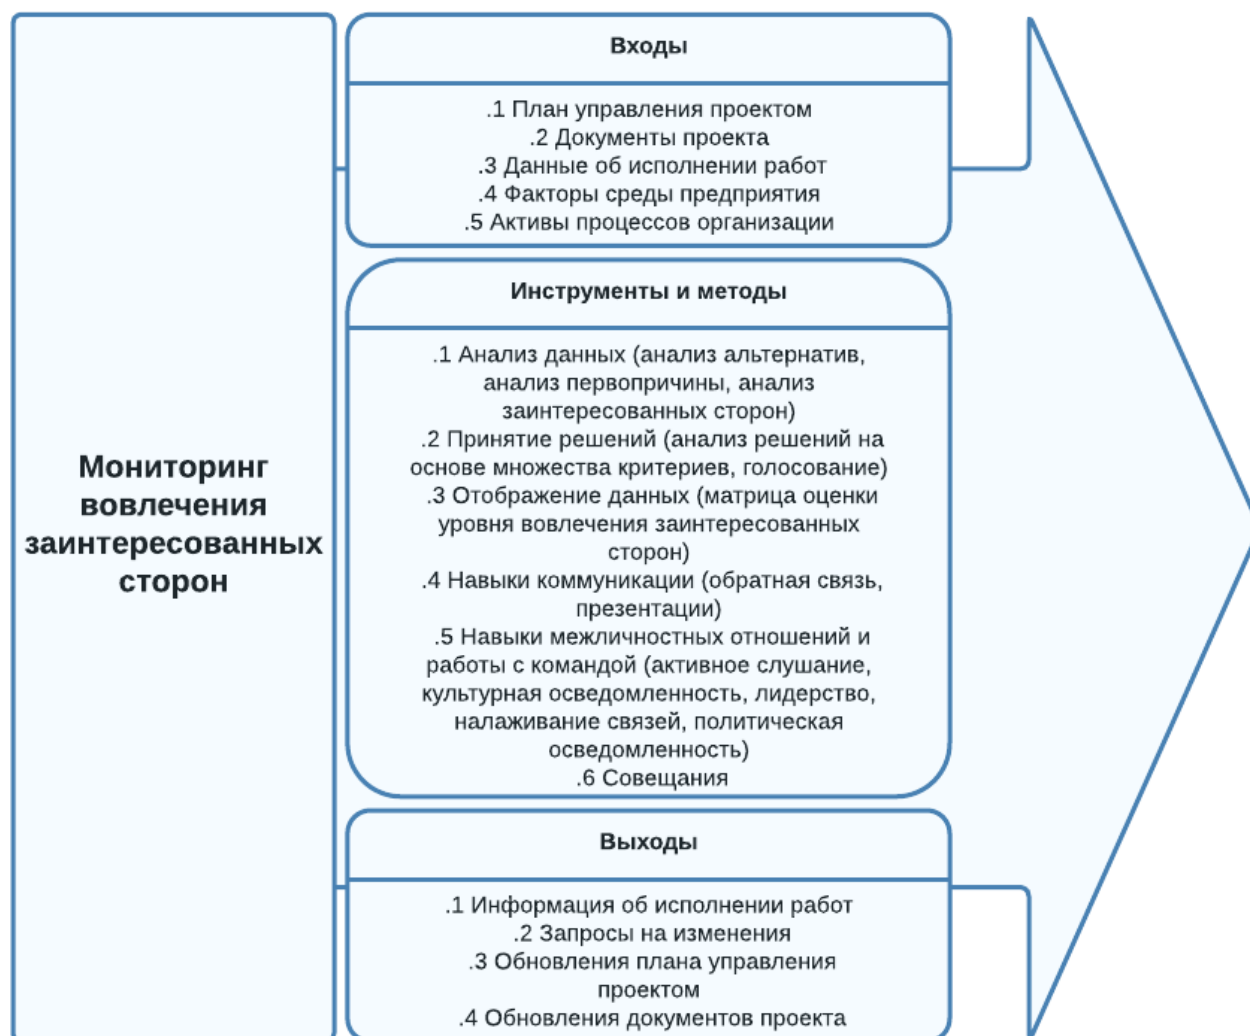 Мониторинг
вовлечения
заинтересованных
сторон
Входы
.1 План управления проектом
.2 Документы проекта
.3 Данные об исполнении работ
.4 Факторы среды предприятия
.5 Активы процессов организации
Инструменты и методы
.1 Анализ данных (анализ альтернатив,
анализ первопричины, анализ
заинтересованных сторон)
.2 Принятие решений (анализ решений на
основе множества критериев, голосование)
.3 Отображение данных (матрица оценки
уровня вовлечения заинтересованных
сторон)
.4 Навыки коммуникации (обратная связь,
презентации)
.5 Навыки межличностных отношений и
работы с командой (активное слушание,
культурная осведомленность, лидерство,
налаживание связей, политическая
осведомленность)
.6 Совещания
Выходы
.1 Информация об исполнении работ
.2 Запросы на изменения
.3 Обновления плана управления
проектом
.4 Обновления документов проекта